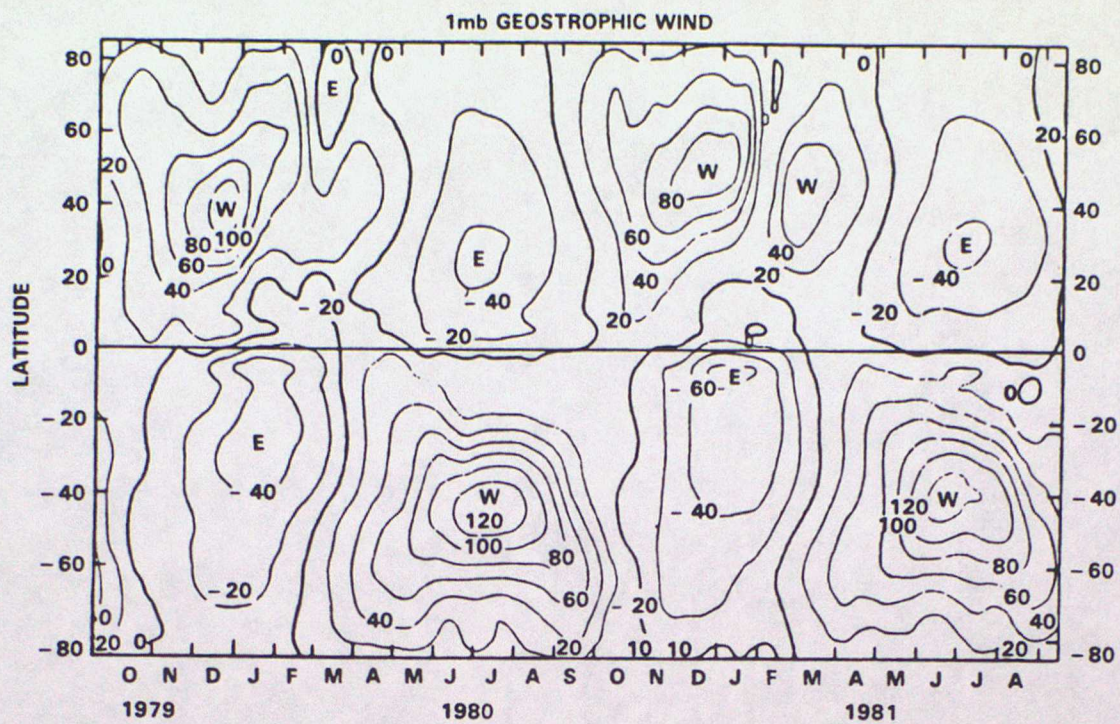 1mb GEOSTROPHIC WIND
80 0 0 0 0 80
E
60 20 60
20 W W
80
40 W 40
80 100 60 E
0 60 E 40 40 - 40
20 40 - 20 - 40 20 20
20 - 20
- 20
0 0
- 60 E 0
- 20 - 20
E
- 40 - 40 W - 40 W - 40
120 120
100 100
- 60 80 80 - 60
- 20 60 - 20 60
0 40 40
20 0 20 10 10 20
- 80 - 80
LATITUDE
O N D J F M A M J J A S O N D J F M A M J J A
1979 1980 1981